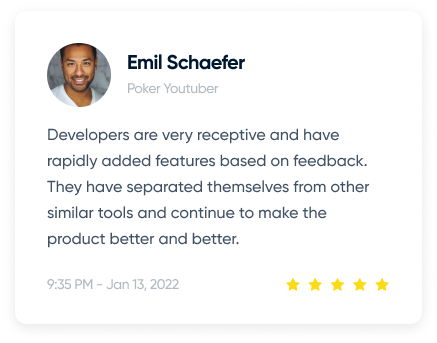 Emil Schaefer
Poker Youtuber
Developers are very receptive and have
rapidly added features based on feedback.
They have separated themselves from other
similar tools and continue to make the
product better and better.
9:35 PM - Jan 13, 2022